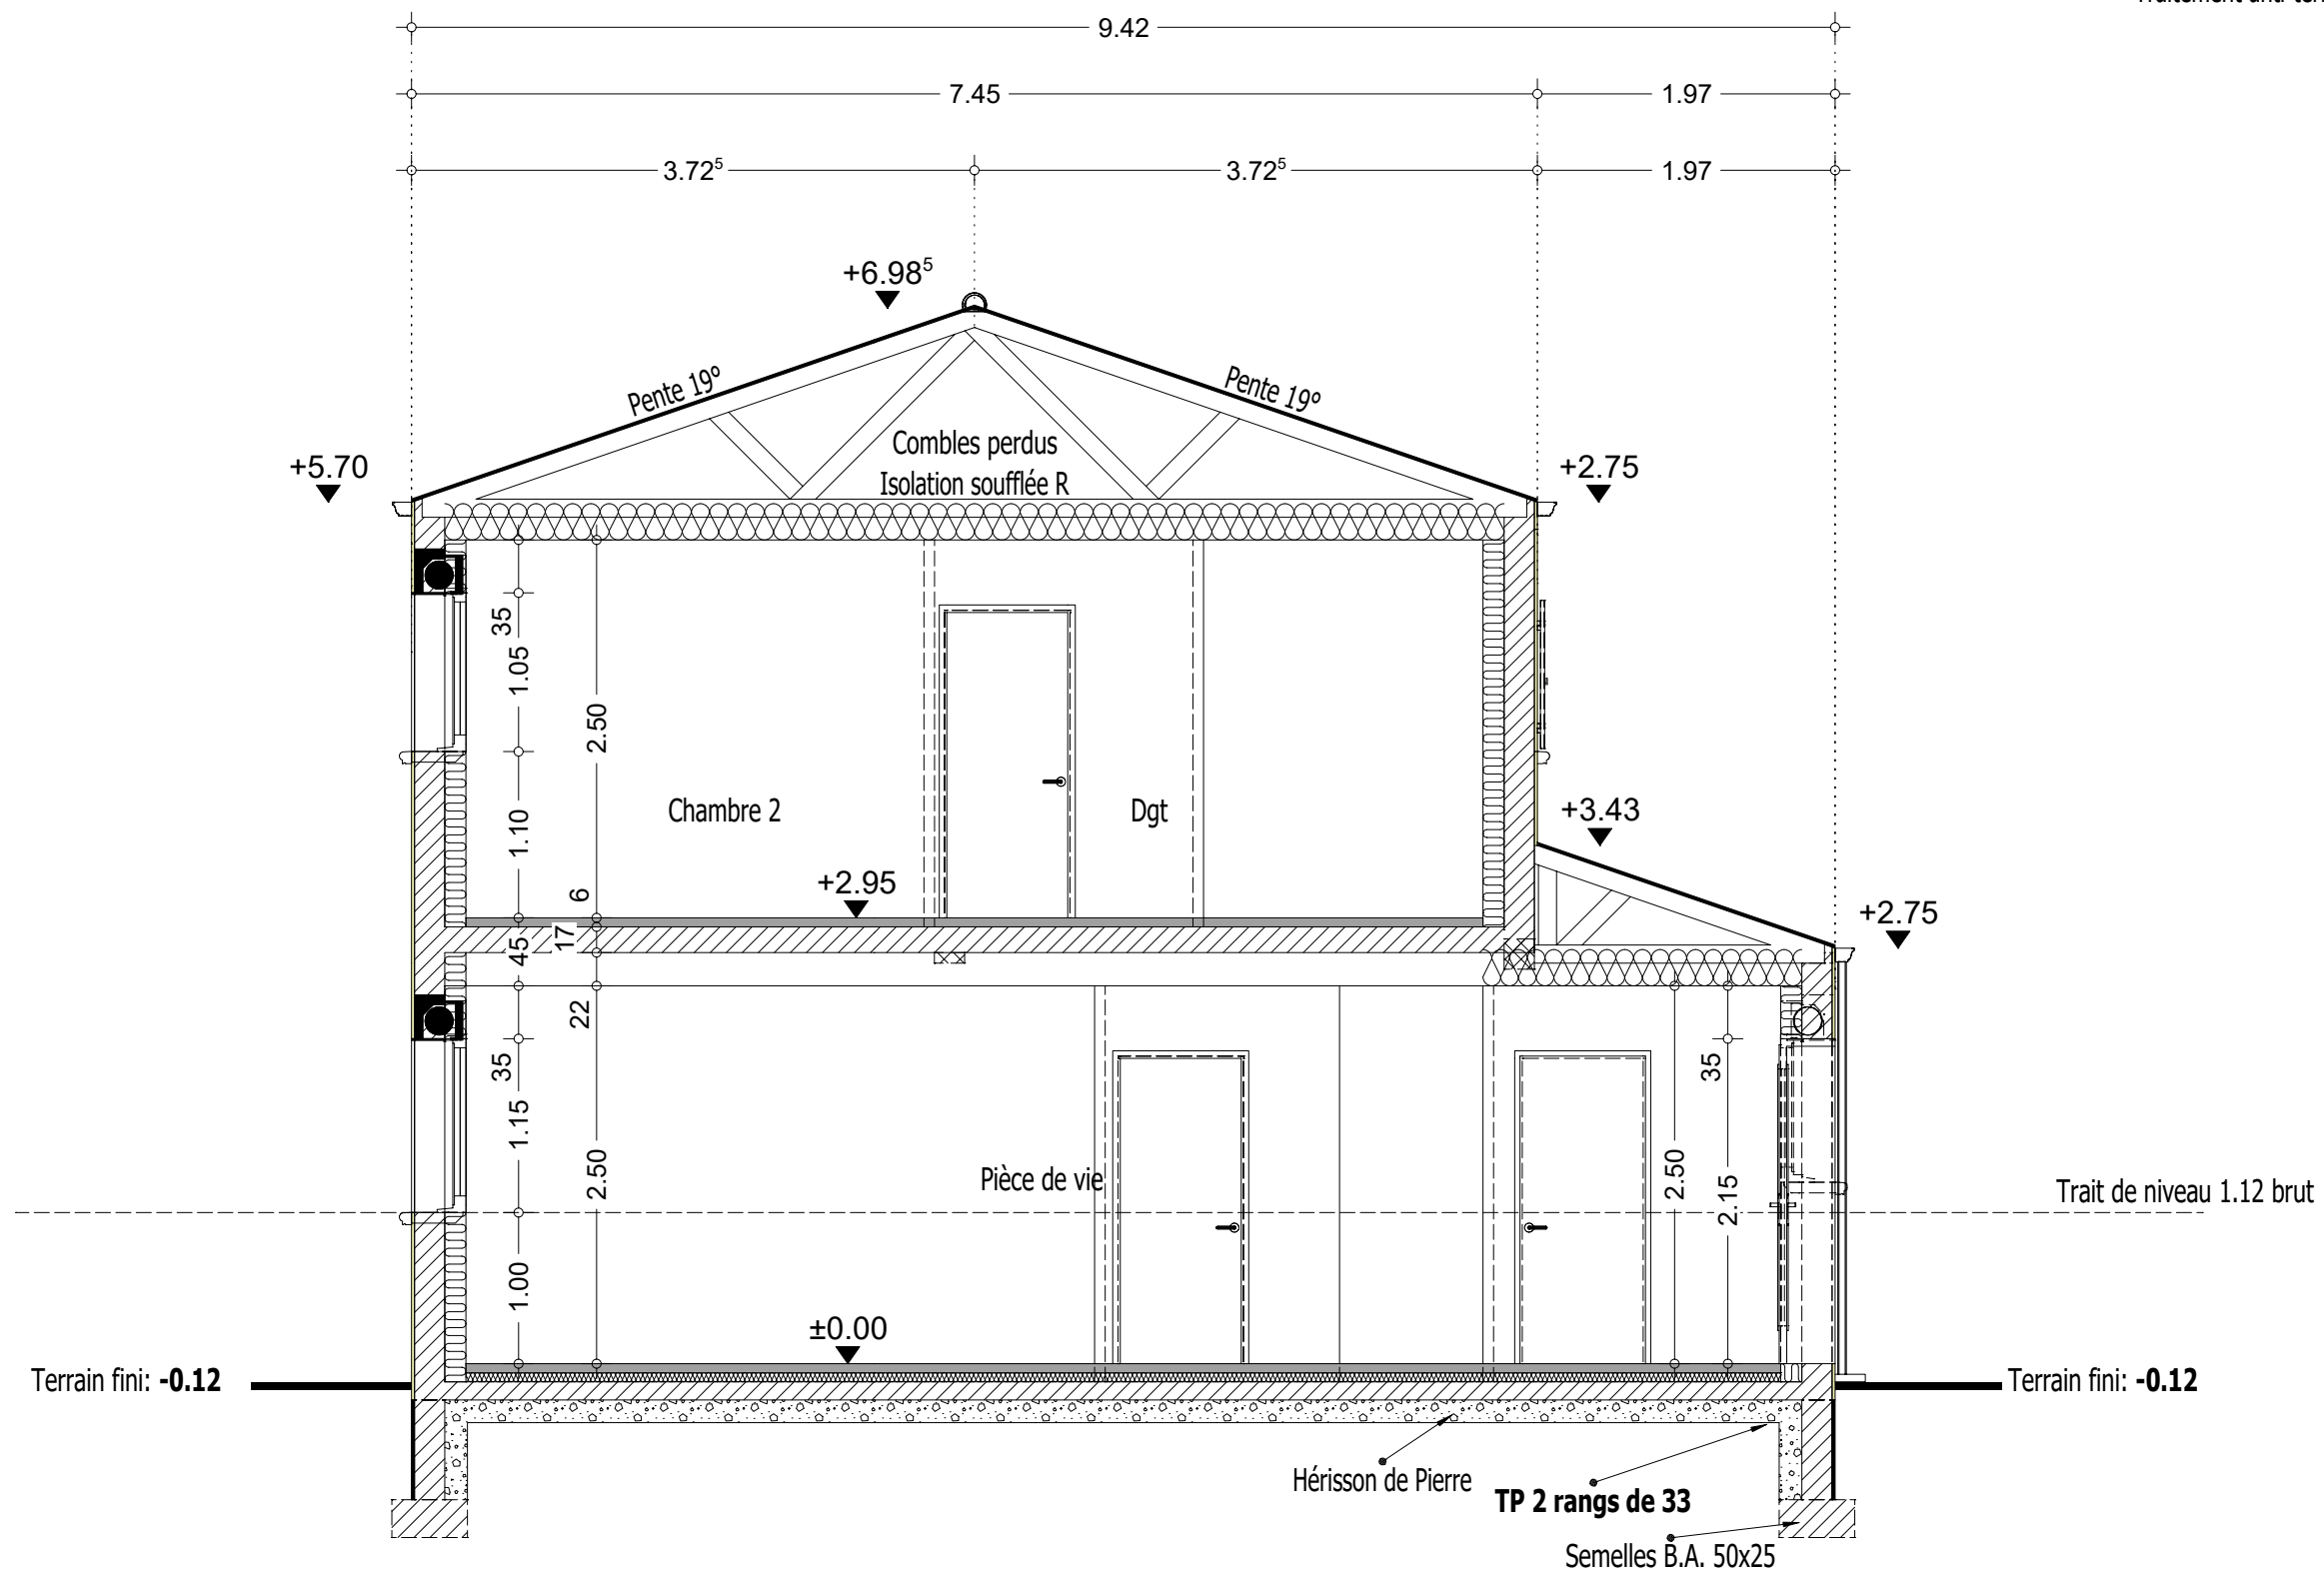 9.42
7.45
1.97
3.72⁵
3.72⁵
1.97
+6.98⁵
Pente 19º
Pente 19º
Combles perdus
Isolation soufflée R
+5.70
+2.75
35
1.05
2.50
1.10
Chambre 2
Dgt
+3.43
+2.95
6
+2.75
45
17
22
35
35
1.15
2.50
2.50
2.15
Pièce de vie
Trait de niveau 1.12 brut
1.00
±0.00
Terrain fini: -0.12
Terrain fini: -0.12
Hérisson de Pierre
TP 2 rangs de 33
Semelles B.A. 50x25